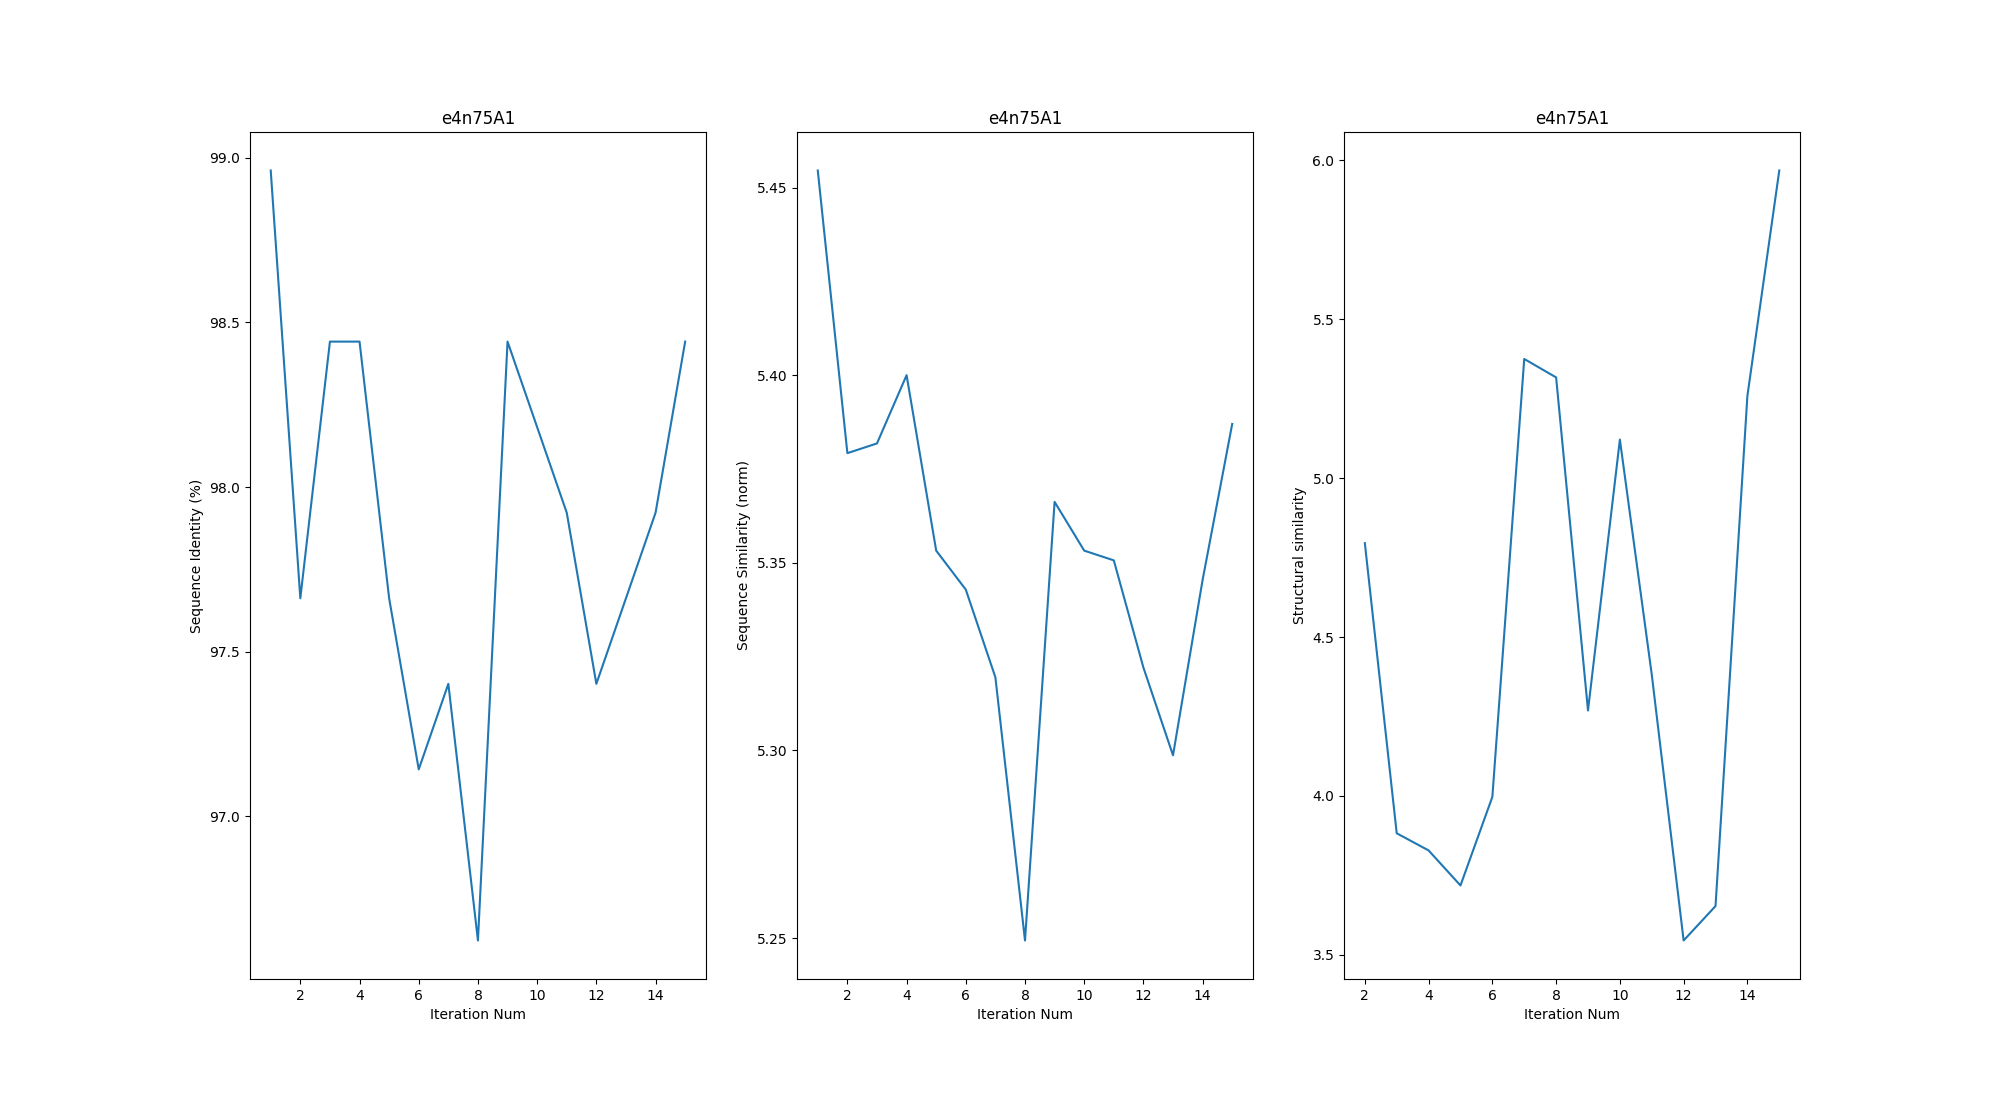 e4n75A1
99.0
98.5
98.0
97.5
97.0
Sequence Identity (%)
2 4 6 8 10 12 14
Iteration Num
e4n75A1
5.45
5.40
5.35
5.30
5.25
Sequence Similarity (norm)
2 4 6 8 10 12 14
Iteration Num
e4n75A1
6.0
5.5
5.0
4.5
4.0
3.5
Structural similarity
2 4 6 8 10 12 14
Iteration Num